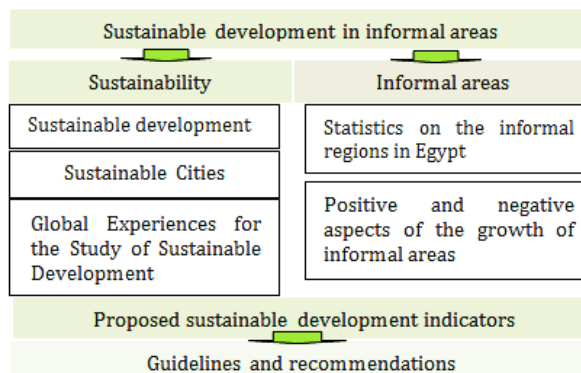 Sustainable development in informal areas
Sustainability
Informal areas
Sustainable development
Sustainable Cities
Global Experiences for
the Study of Sustainable
Development
Statistics on the informal
regions in Egypt
Positive and negative
aspects of the growth of
informal areas
Proposed sustainable development indicators
Guidelines and recommendations